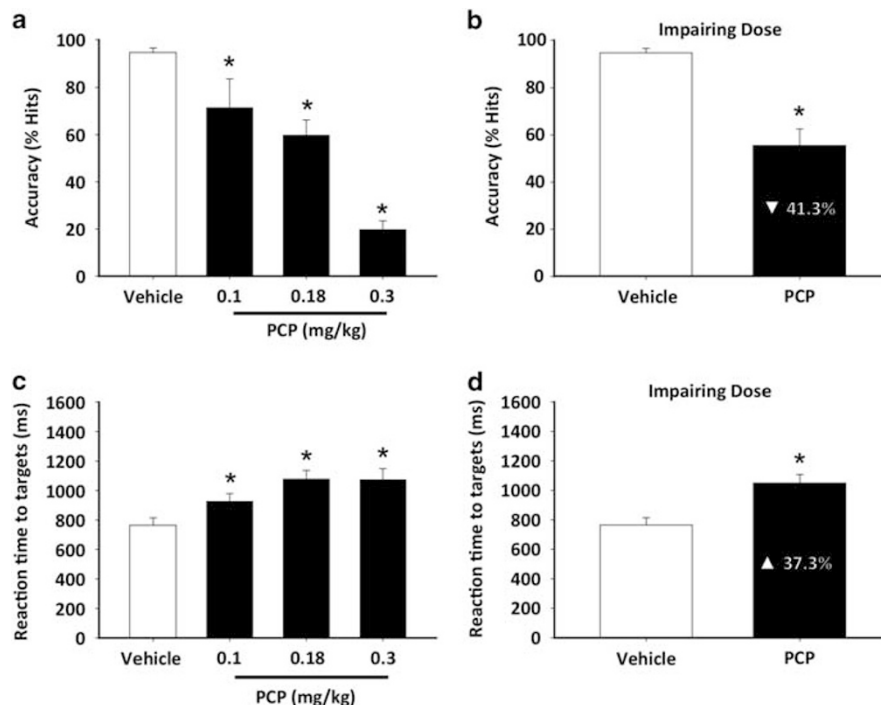 a
Accuracy (% Hits)
100
80
60
40
20
0
*
*
*
Vehicle 0.1 0.18 0.3
PCP (mg/kg)
b
Impairing Dose
Accuracy (% Hits)
100
80
60
40
20
0
*
▼ 41.3%
Vehicle PCP
c
Reaction time to targets (ms)
1600
1400
1200
1000
800
600
400
200
0
*
*
*
Vehicle 0.1 0.18 0.3
PCP (mg/kg)
d
Impairing Dose
Reaction time to targets (ms)
1600
1400
1200
1000
800
600
400
200
0
*
▲ 37.3%
Vehicle PCP